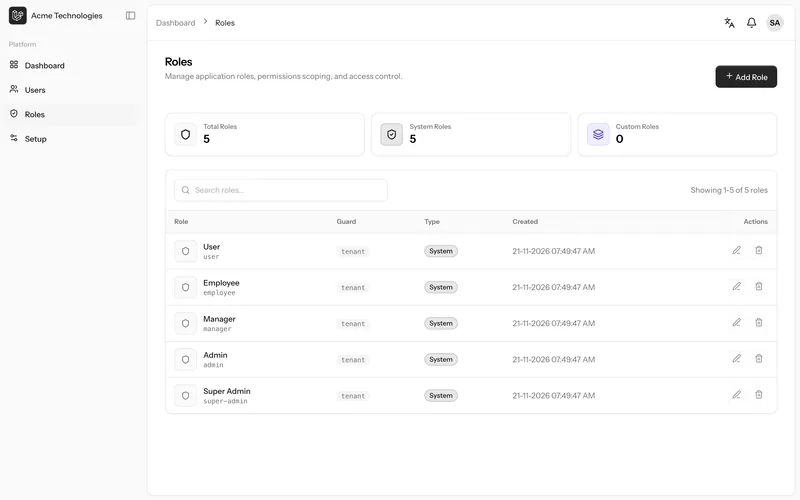 Acme Technologies
Platform
Dashboard
Users
Roles
Setup
Dashboard > Roles
SA
Roles
Manage application roles, permissions scoping, and access control.
+ Add Role
Total Roles
5
System Roles
5
Custom Roles
0
Search roles...
Showing 1-5 of 5 roles
Role Guard Type Created Actions
User
user
tenant System 21-11-2026 07:49:47 AM
Employee
employee
tenant System 21-11-2026 07:49:47 AM
Manager
manager
tenant System 21-11-2026 07:49:47 AM
Admin
admin
tenant System 21-11-2026 07:49:47 AM
Super Admin
super-admin
tenant System 21-11-2026 07:49:47 AM